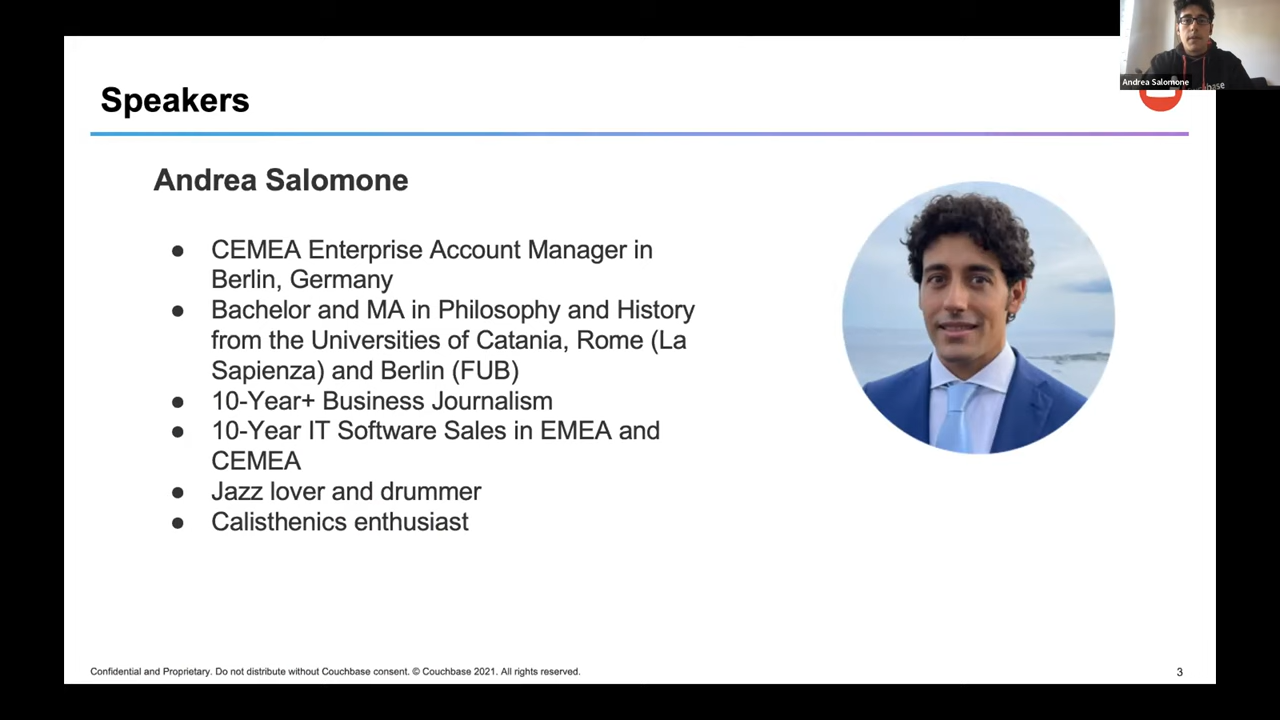 Speakers
Andrea Salomone
Andrea Salomone
● CEMEA Enterprise Account Manager in
Berlin, Germany
● Bachelor and MA in Philosophy and History
from the Universities of Catania, Rome (La
Sapienza) and Berlin (FUB)
● 10-Year+ Business Journalism
● 10-Year IT Software Sales in EMEA and
CEMEA
● Jazz lover and drummer
● Calisthenics enthusiast
Confidential and Proprietary. Do not distribute without Couchbase consent. © Couchbase 2021. All rights reserved.
3